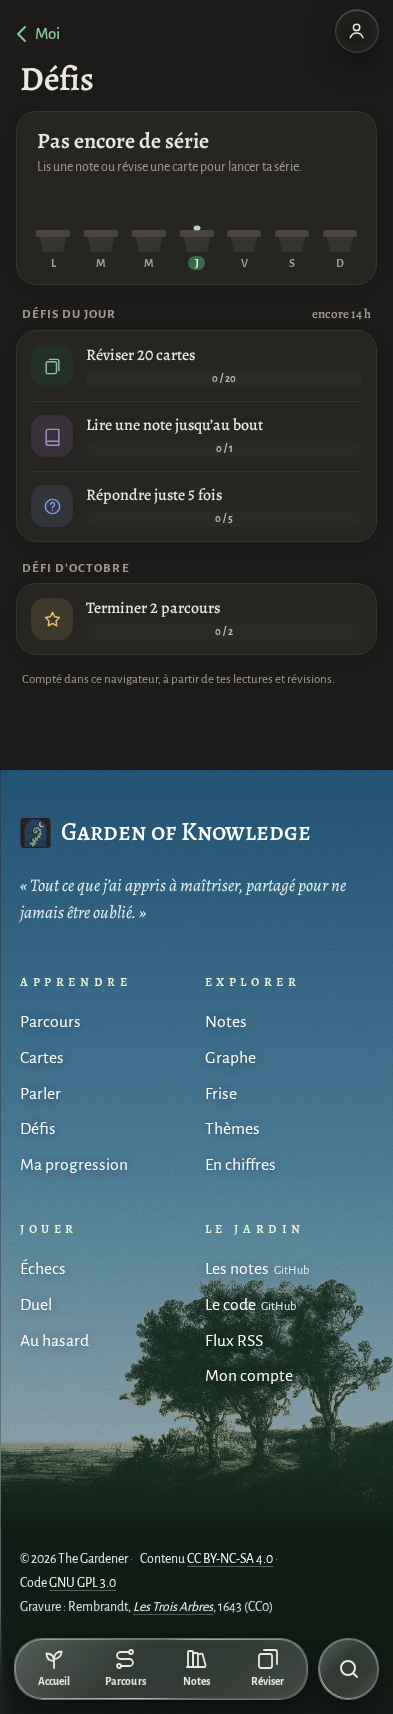 Moi
Défis
Pas encore de série
Lis une note ou révise une carte pour lancer ta série.
L M M J V S D
DÉFIS DU JOUR encore 14 h
Réviser 20 cartes
0 / 20
Lire une note jusqu’au bout
0 / 1
Répondre juste 5 fois
0 / 5
DÉFI D’OCTOBRE
Terminer 2 parcours
0 / 2
Compté dans ce navigateur, à partir de tes lectures et révisions.
Garden of Knowledge
« Tout ce que j’ai appris à maîtriser, partagé pour ne
jamais être oublié. »
APPRENDRE
Parcours
Cartes
Parler
Défis
Ma progression
EXPLORER
Notes
Graphe
Frise
Thèmes
En chiffres
JOUER
Échecs
Duel
Au hasard
LE JARDIN
Les notes GitHub
Le code GitHub
Flux RSS
Mon compte
© 2026 The Gardener · Contenu CC BY-NC-SA 4.0 ·
Code GNU GPL 3.0
Gravure : Rembrandt, Les Trois Arbres, 1643 (CC0)
Accueil Parcours Notes Réviser